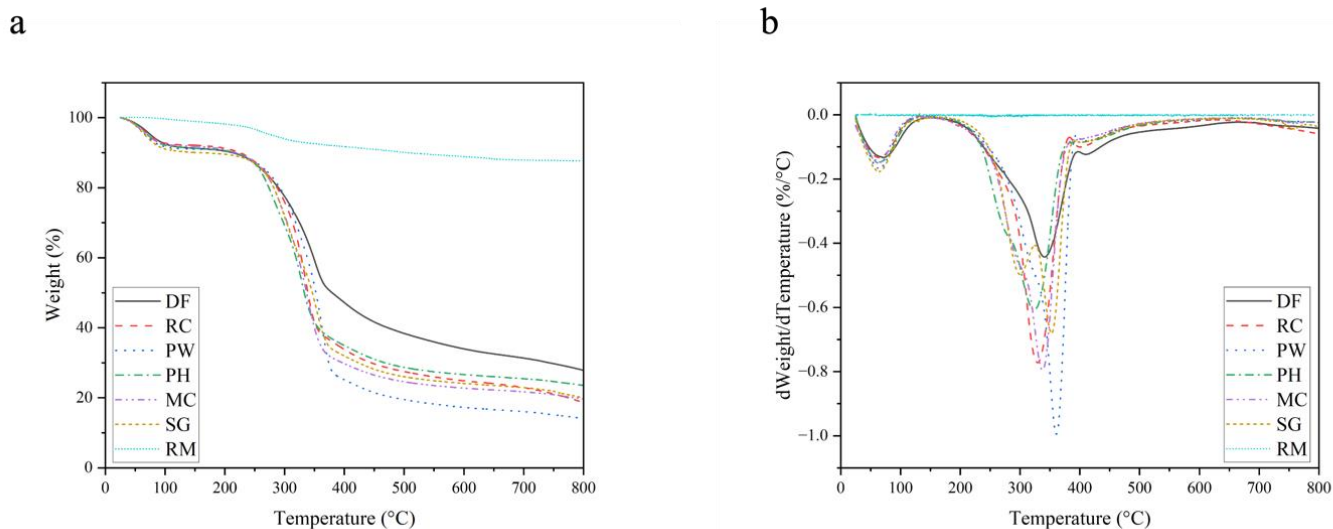 a
100
80
60
40
20
0
Weight (%)
DF
RC
PW
PH
MC
SG
RM
0 100 200 300 400 500 600 700 800
Temperature (°C)
b
0.0
−0.2
−0.4
−0.6
−0.8
−1.0
dWeight/dTemperature (%/°C)
DF
RC
PW
PH
MC
SG
RM
0 100 200 300 400 500 600 700 800
Temperature (°C)